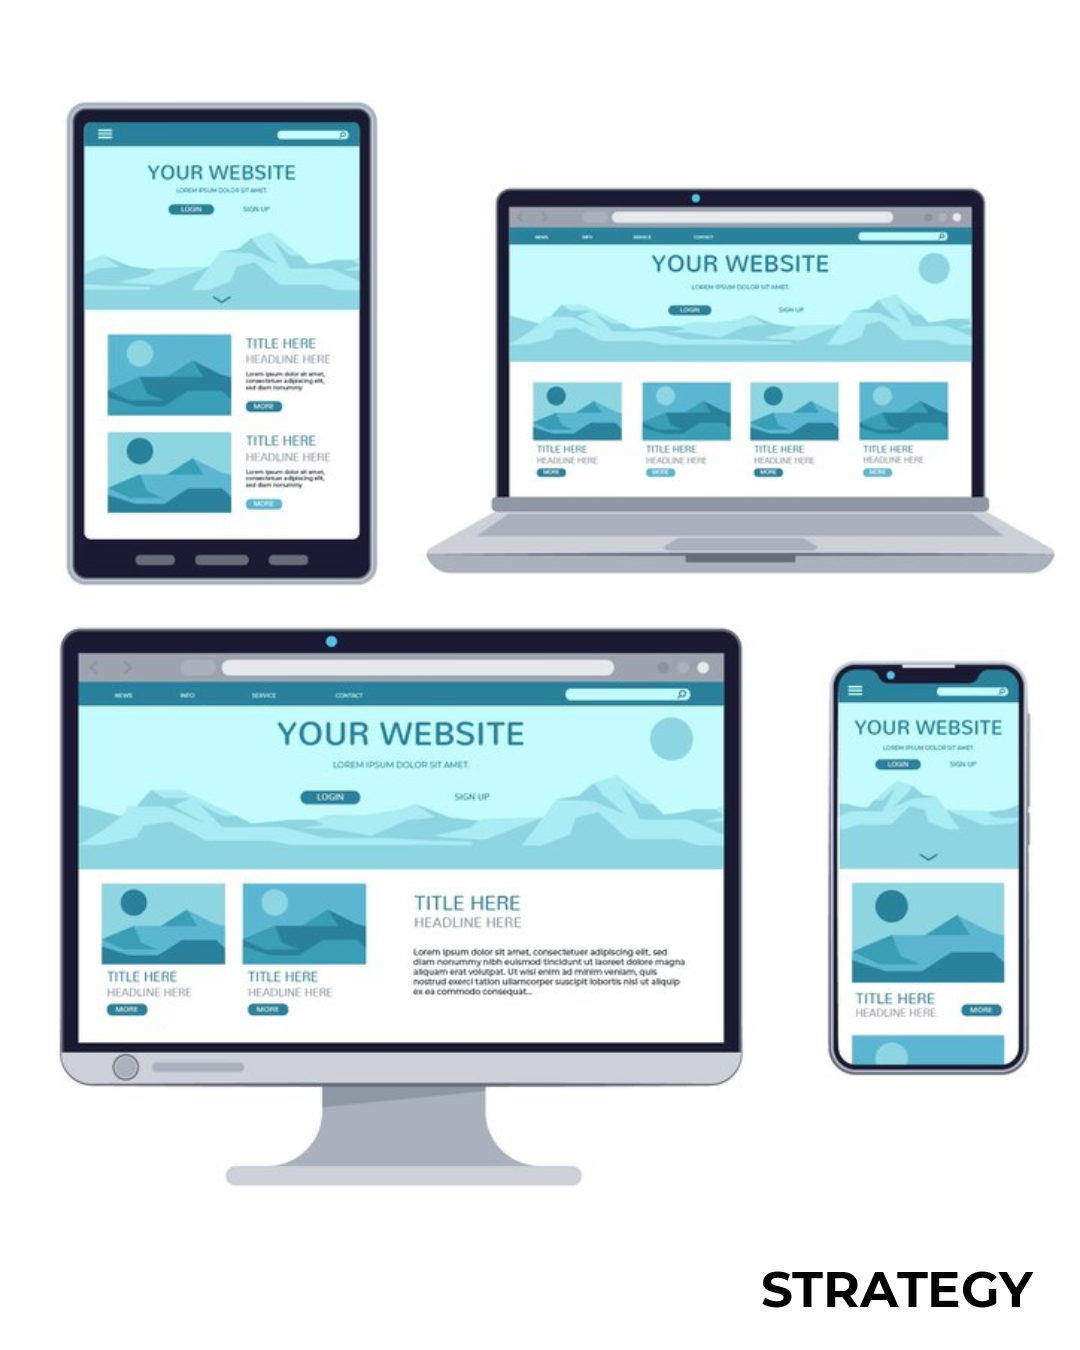 YOUR WEBSITE
LOREM IPSUM DOLOR SIT AMET.
LOGIN SIGN UP
TITLE HERE
HEADLINE HERE
Lorem ipsum dolor sit amet,
consectetuer adipiscing elit,
sed diam nonummy
MORE
TITLE HERE
HEADLINE HERE
Lorem ipsum dolor sit amet,
consectetuer adipiscing elit,
sed diam nonummy
MORE
NEWS INFO SERVICE CONTACT
YOUR WEBSITE
LOREM IPSUM DOLOR SIT AMET.
LOGIN SIGN UP
TITLE HERE TITLE HERE TITLE HERE TITLE HERE
HEADLINE HERE HEADLINE HERE HEADLINE HERE HEADLINE HERE
MORE MORE MORE MORE
NEWS INFO SERVICE CONTACT
YOUR WEBSITE
LOREM IPSUM DOLOR SIT AMET.
LOGIN SIGN UP
TITLE HERE TITLE HERE
HEADLINE HERE HEADLINE HERE
MORE MORE
TITLE HERE
HEADLINE HERE
Lorem ipsum dolor sit amet, consectetuer adipiscing elit, sed
diam nonummy nibh euismod tincidunt ut laoreet dolore magna
aliquam erat volutpat. Ut wisi enim ad minim veniam, quis
nostrud exerci tation ullamcorper suscipit lobortis nisl ut aliquip
ex ea commodo consequat...
YOUR WEBSITE
LOREM IPSUM DOLOR SIT AMET.
LOGIN SIGN UP
TITLE HERE
HEADLINE HERE
MORE
STRATEGY